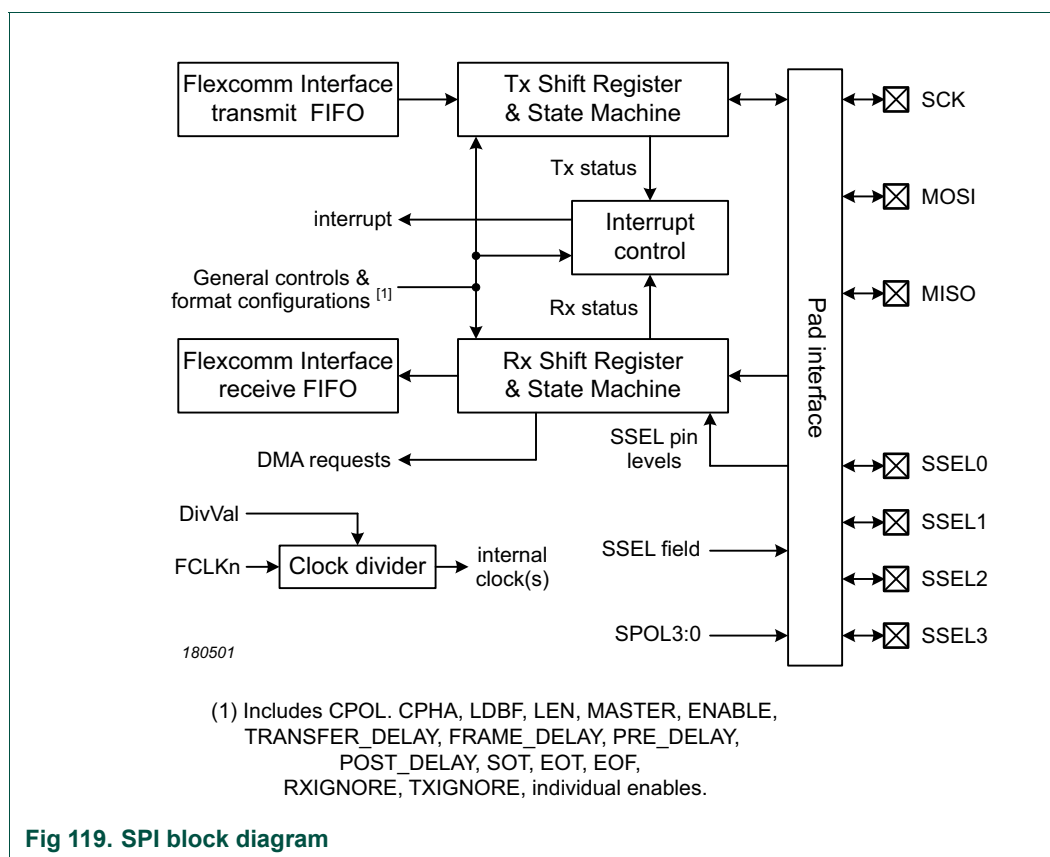 Flexcomm Interface
transmit FIFO
Tx Shift Register
& State Machine
SCK
Tx status
MOSI
interrupt
Interrupt
control
General controls &
format configurations [1]
Rx status
MISO
Pad interface
Flexcomm Interface
receive FIFO
Rx Shift Register
& State Machine
DMA requests
SSEL pin
levels
SSEL0
DivVal
SSEL1
FCLKn
Clock divider
internal
clock(s)
SSEL field
SSEL2
SPOL3:0
SSEL3
180501
(1) Includes CPOL. CPHA, LDBF, LEN, MASTER, ENABLE,
TRANSFER_DELAY, FRAME_DELAY, PRE_DELAY,
POST_DELAY, SOT, EOT, EOF,
RXIGNORE, TXIGNORE, individual enables.
Fig 119. SPI block diagram